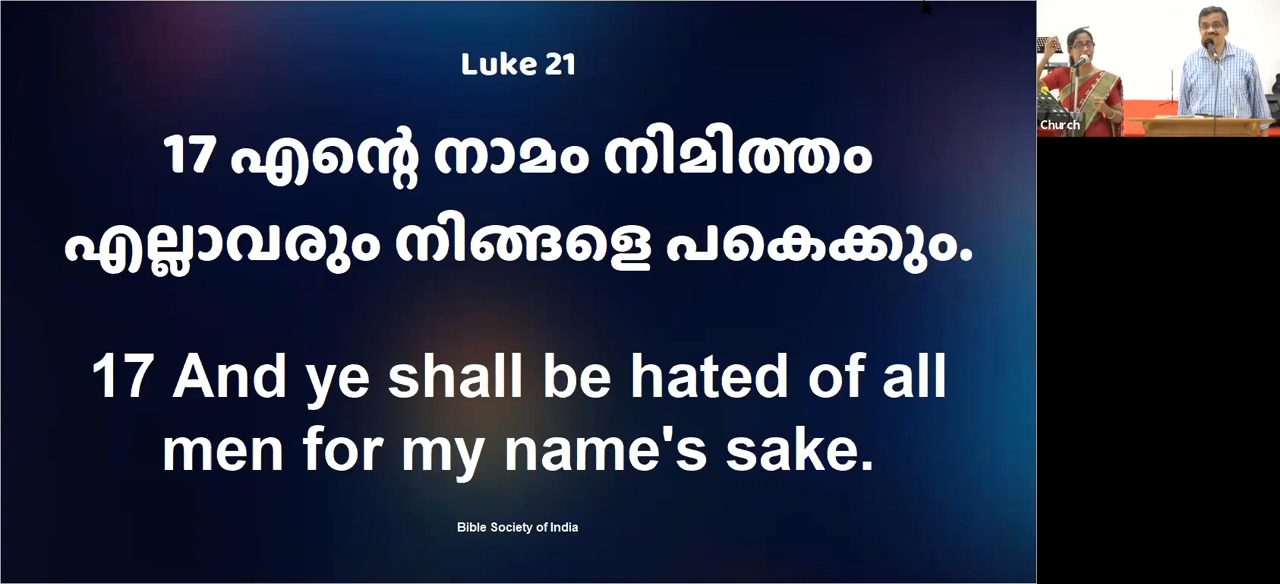 Luke 21
17 എന്റെ നാമം നിമിത്തം
എല്ലാവരും നിങ്ങളെ പകെക്കും.
17 And ye shall be hated of all
men for my name's sake.
Bible Society of India
Church